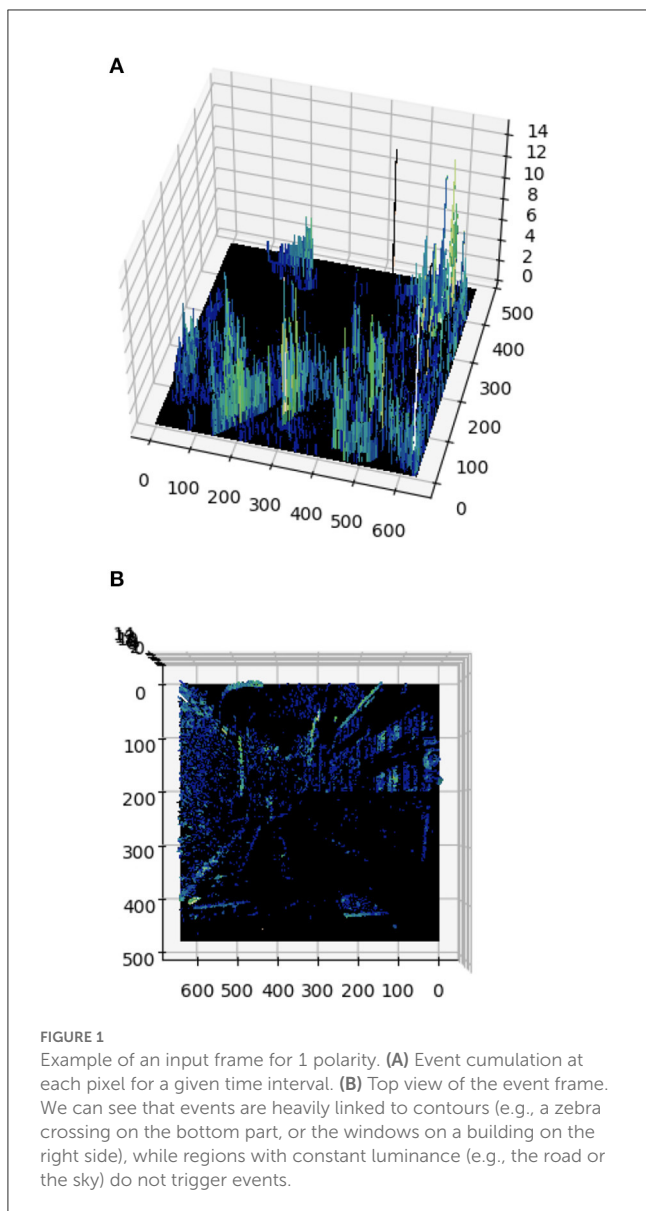 A
14
12
10
8
6
4
2
0
500
400
300
200
100
0
0
100
200
300
400
500
600
B
0
100
200
300
400
500
600 500 400 300 200 100 0
FIGURE 1
Example of an input frame for 1 polarity. (A) Event cumulation at
each pixel for a given time interval. (B) Top view of the event frame.
We can see that events are heavily linked to contours (e.g., a zebra
crossing on the bottom part, or the windows on a building on the
right side), while regions with constant luminance (e.g., the road or
the sky) do not trigger events.